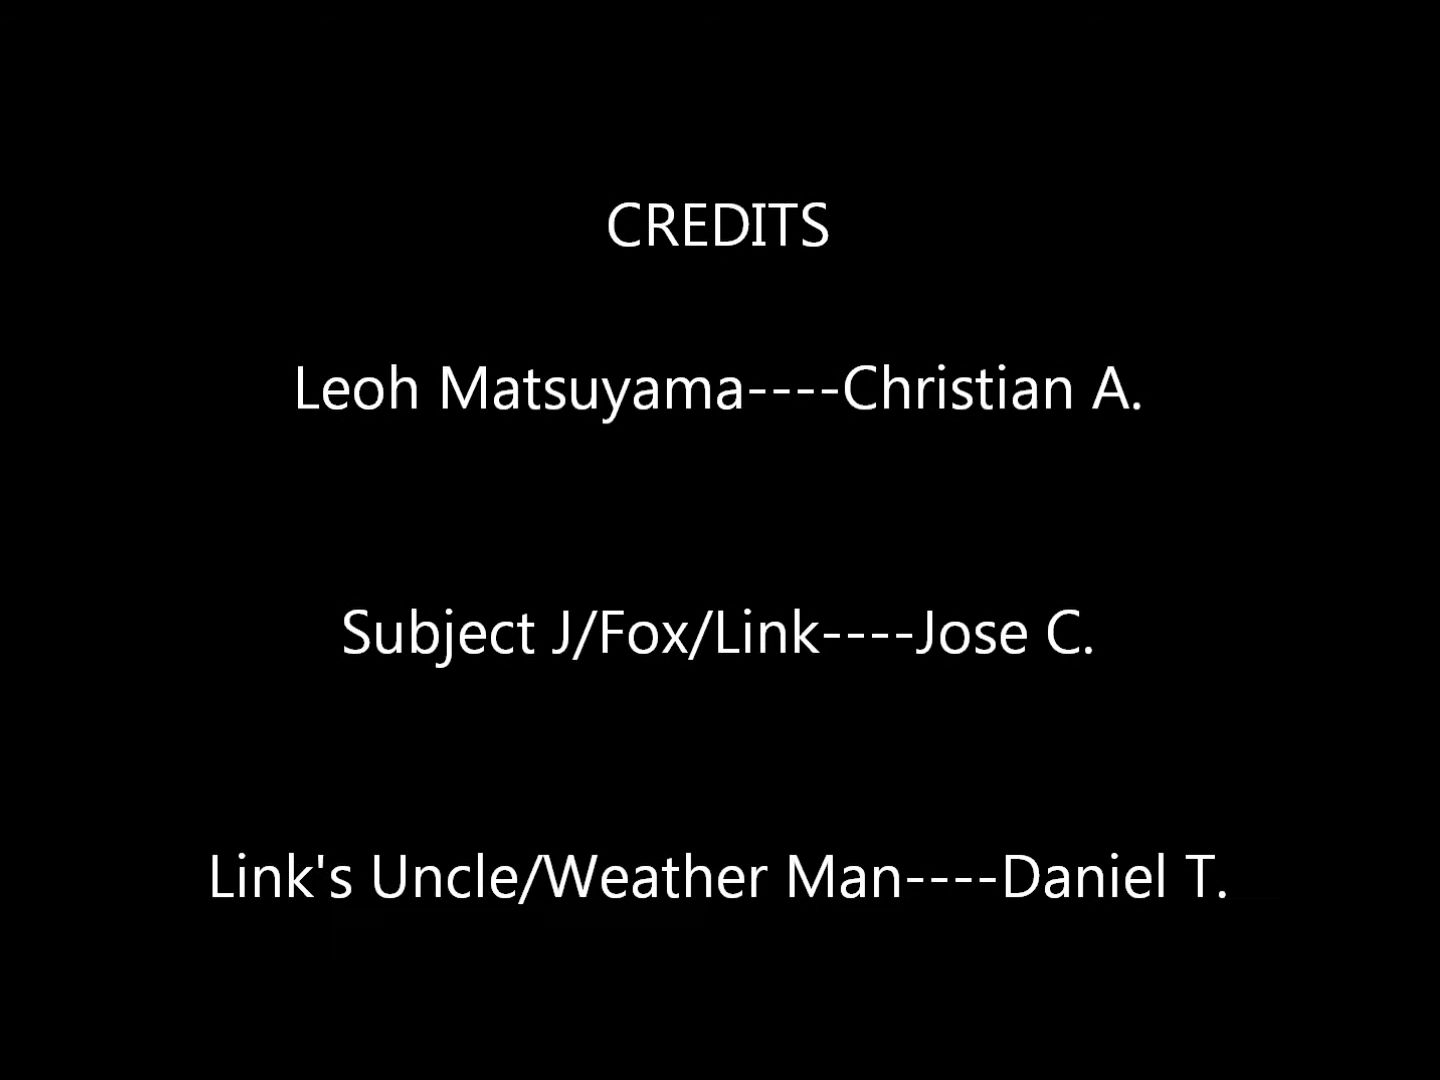 CREDITS
Leoh Matsuyama----Christian A.
Subject J/Fox/Link----Jose C.
Link's Uncle/Weather Man----Daniel T.